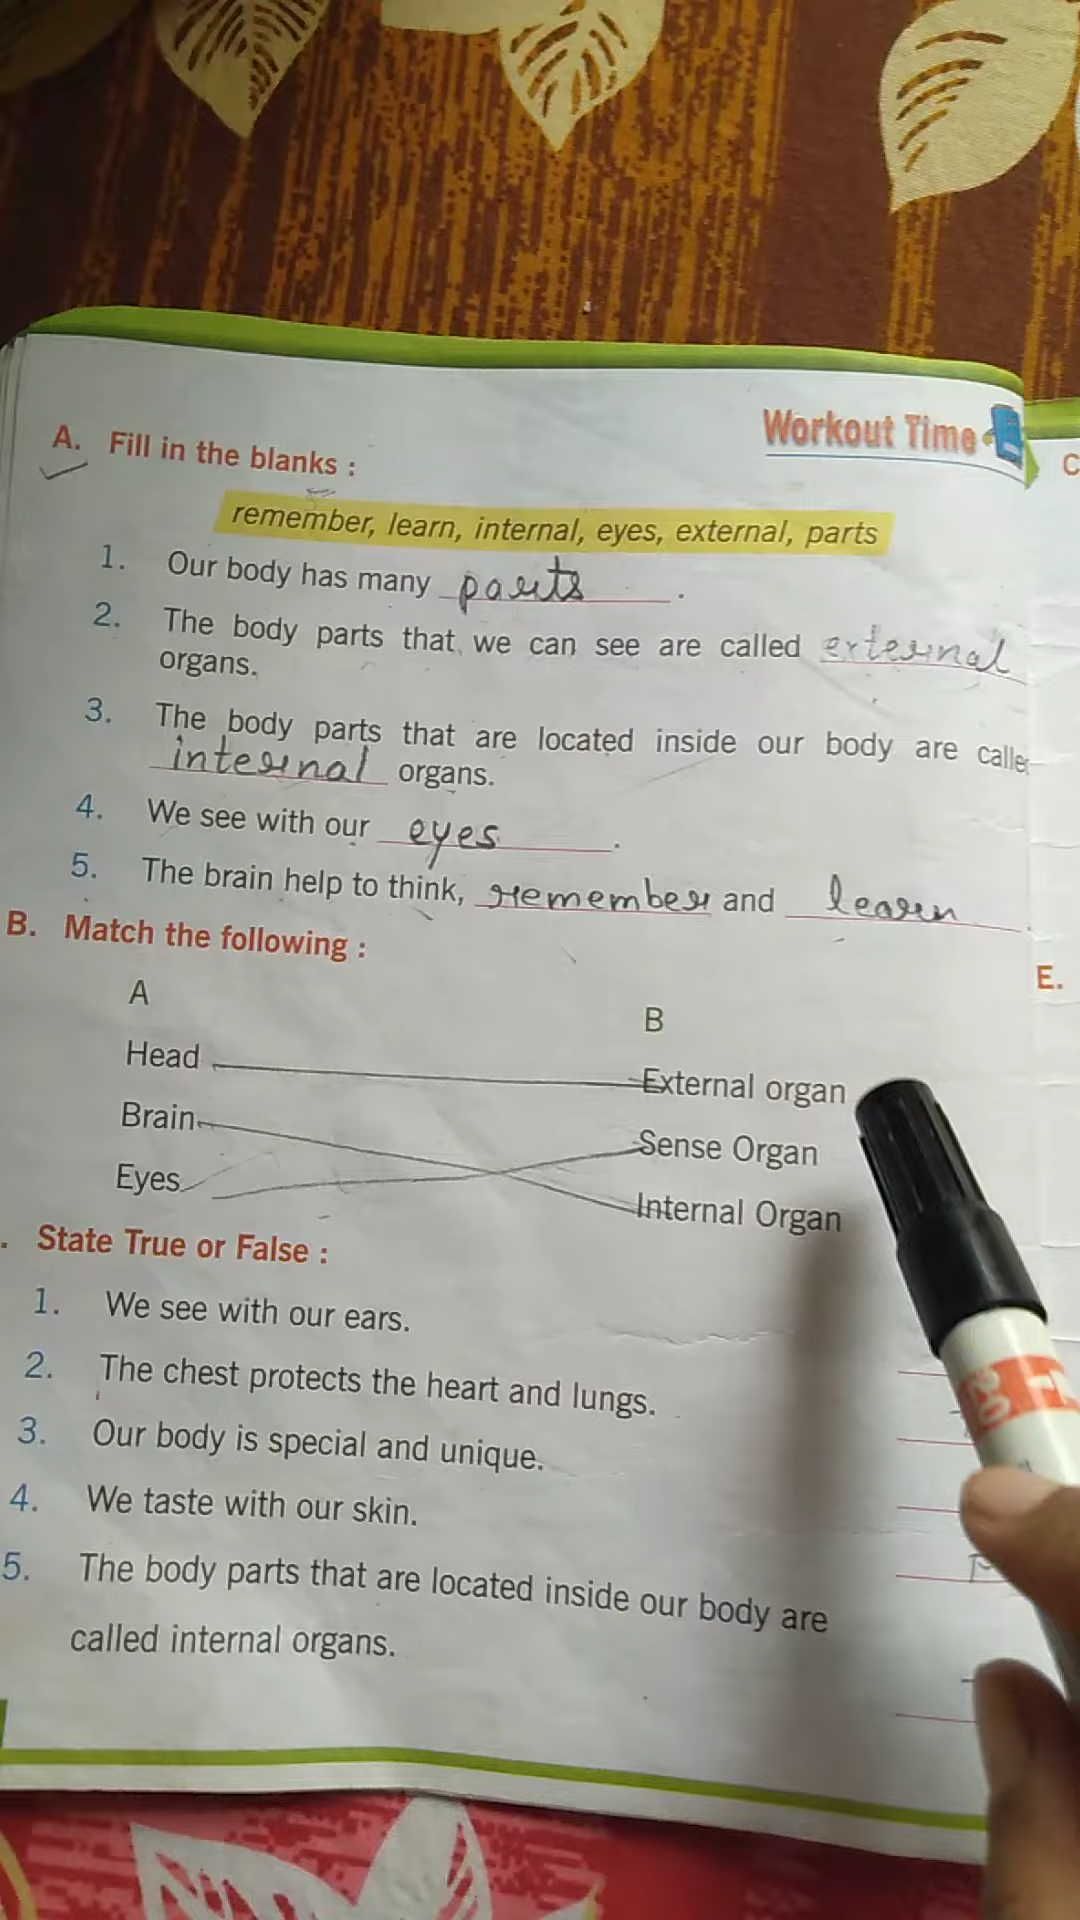 Workout Time
A. Fill in the blanks :
remember, learn, internal, eyes, external, parts
1. Our body has many parts .
2. The body parts that we can see are called external
organs.
3. The body parts that are located inside our body are calle
internal organs.
4. We see with our eyes .
5. The brain help to think, remember and learn .
B. Match the following :
A
B
Head External organ
Brain Sense Organ
Eyes Internal Organ
. State True or False :
1. We see with our ears.
2. The chest protects the heart and lungs.
3. Our body is special and unique.
4. We taste with our skin.
5. The body parts that are located inside our body are
called internal organs.
C
E.